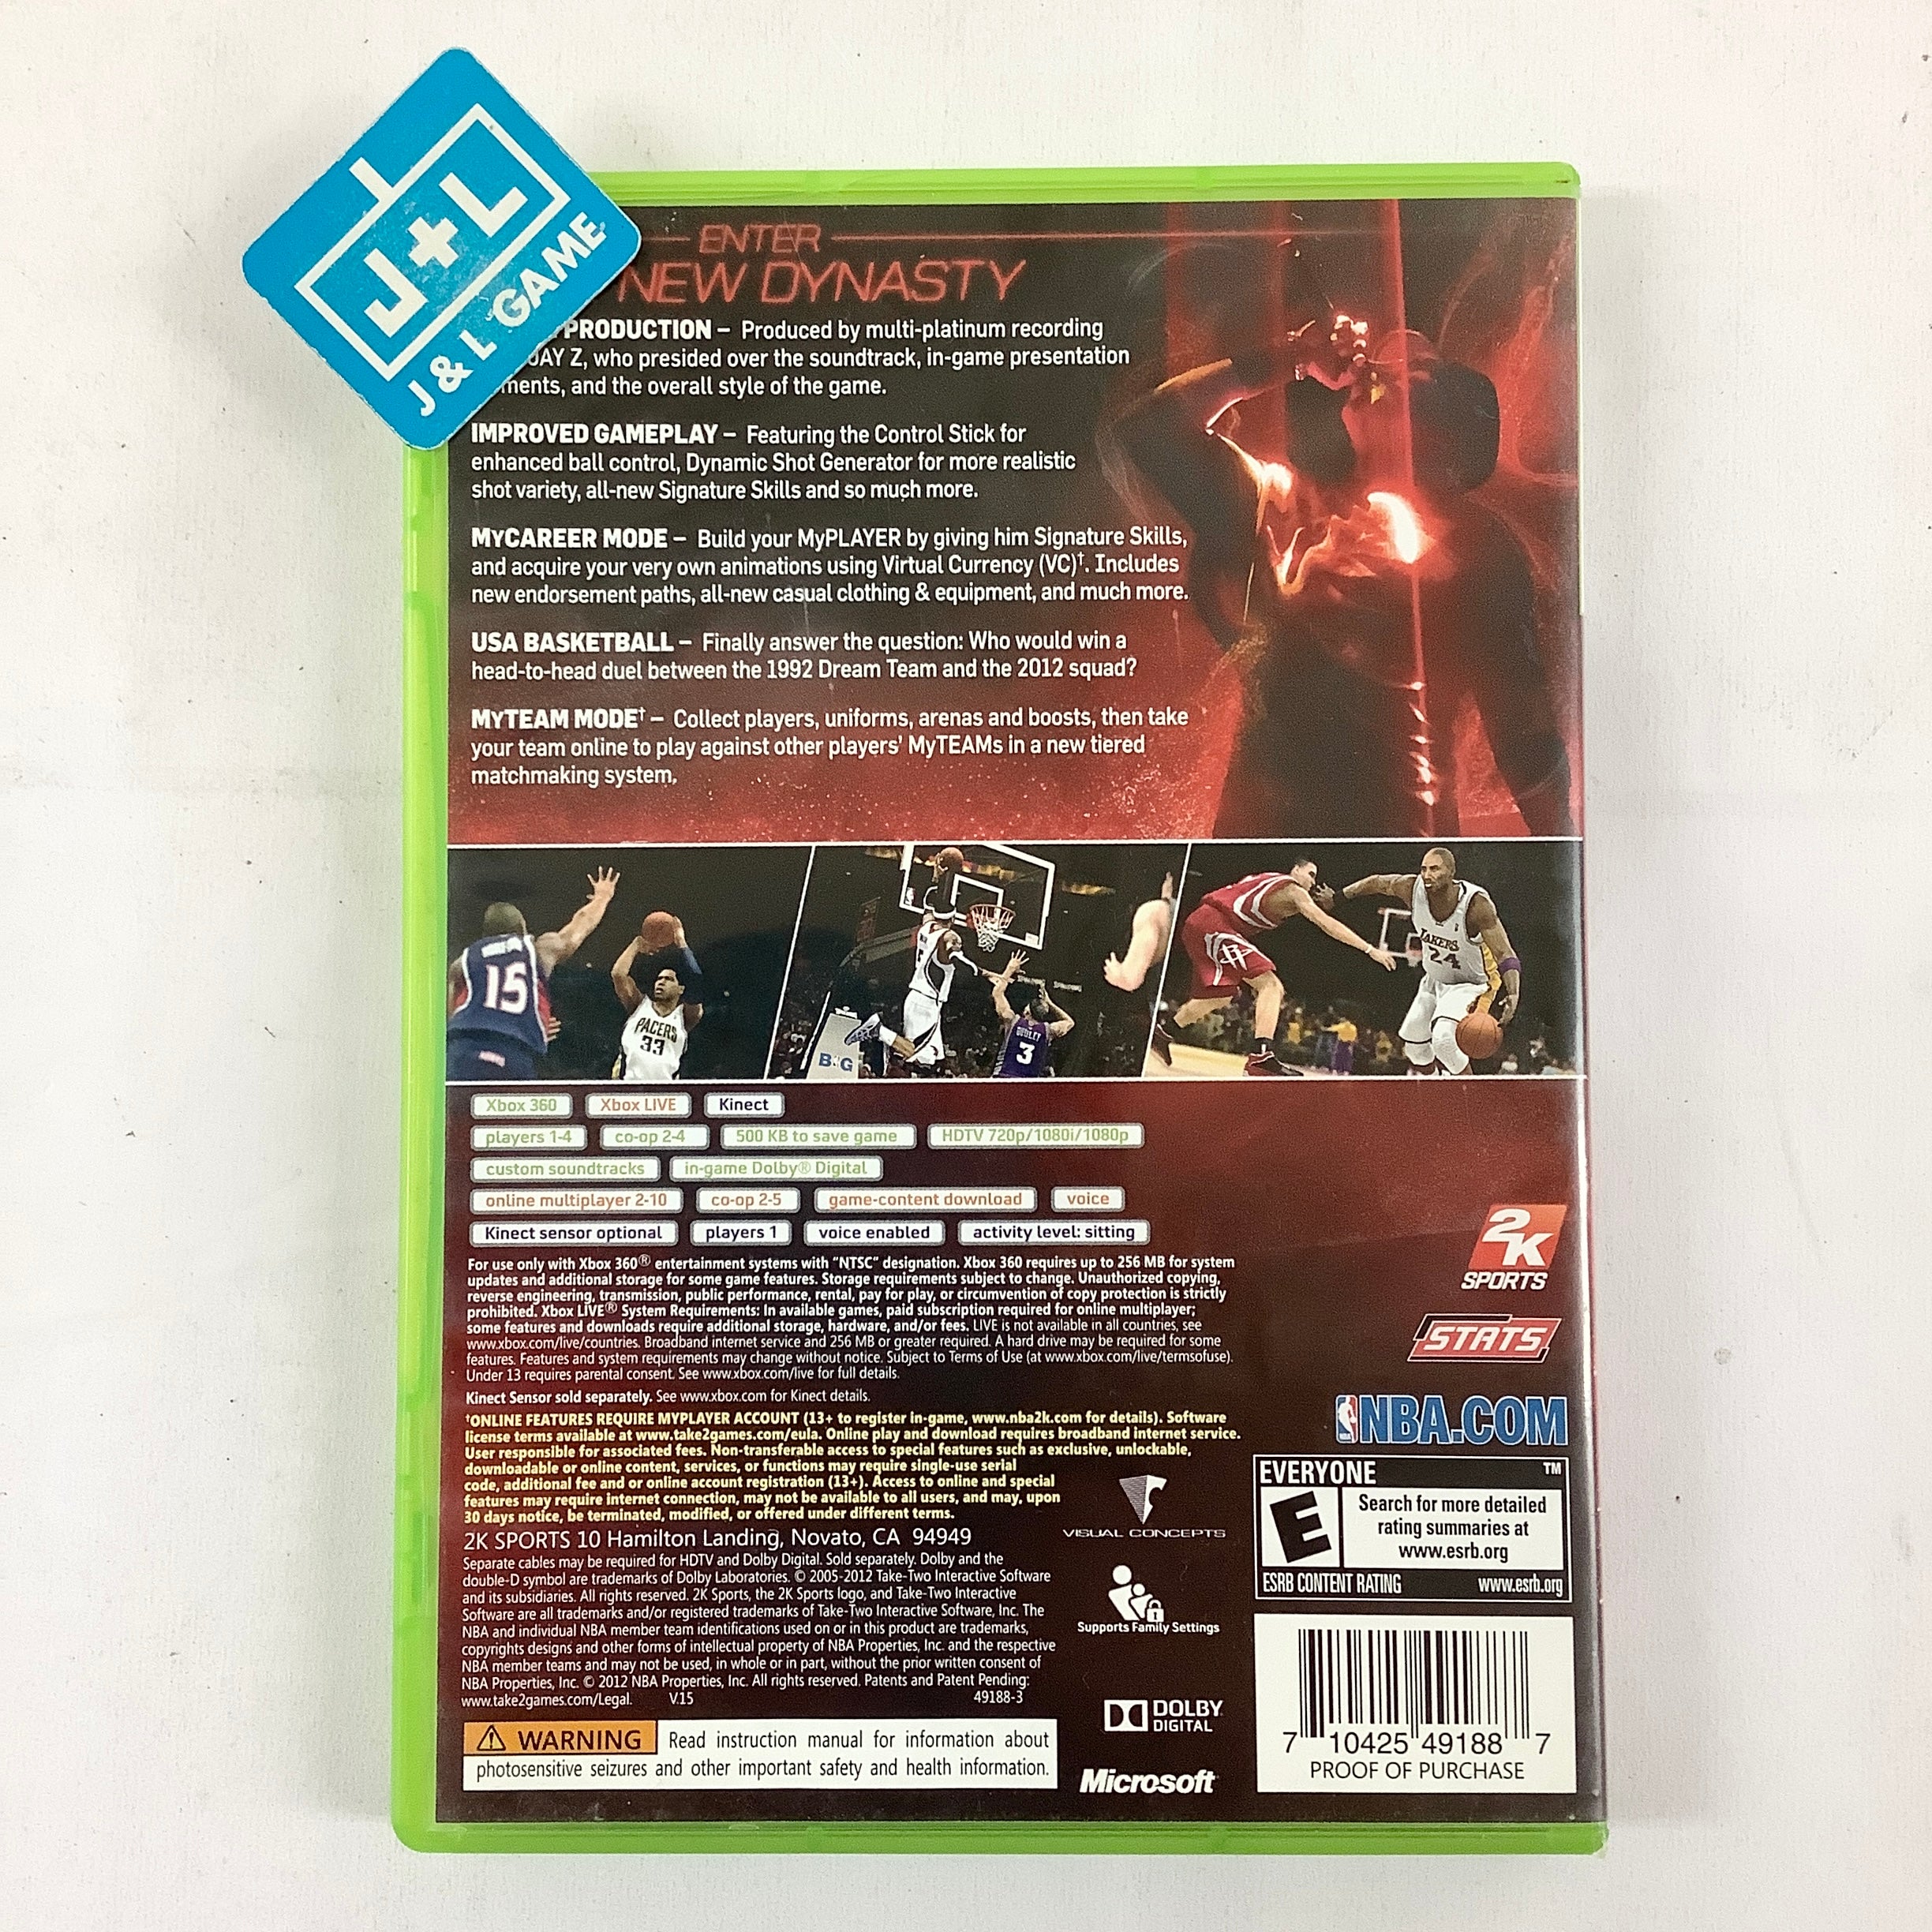 J+L
J & L GAME
ENTER
NEW DYNASTY
PRODUCTION – Produced by multi-platinum recording
JAY Z, who presided over the soundtrack, in-game presentation
ments, and the overall style of the game.
IMPROVED GAMEPLAY – Featuring the Control Stick for
enhanced ball control, Dynamic Shot Generator for more realistic
shot variety, all-new Signature Skills and so much more.
MYCAREER MODE – Build your MyPLAYER by giving him Signature Skills,
and acquire your very own animations using Virtual Currency (VC)†. Includes
new endorsement paths, all-new casual clothing & equipment, and much more.
USA BASKETBALL – Finally answer the question: Who would win a
head-to-head duel between the 1992 Dream Team and the 2012 squad?
MYTEAM MODE† – Collect players, uniforms, arenas and boosts, then take
your team online to play against other players' MyTEAMs in a new tiered
matchmaking system.
15
PACERS
33
B1G
DUDLEY
3
LAKERS
24
Xbox 360 Xbox LIVE Kinect
players 1-4 co-op 2-4 500 KB to save game HDTV 720p/1080i/1080p
custom soundtracks in-game Dolby® Digital
online multiplayer 2-10 co-op 2-5 game-content download voice
Kinect sensor optional players 1 voice enabled activity level: sitting
For use only with Xbox 360® entertainment systems with "NTSC" designation. Xbox 360 requires up to 256 MB for system
updates and additional storage for some game features. Storage requirements subject to change. Unauthorized copying,
reverse engineering, transmission, public performance, rental, pay for play, or circumvention of copy protection is strictly
prohibited. Xbox LIVE® System Requirements: In available games, paid subscription required for online multiplayer;
some features and downloads require additional storage, hardware, and/or fees. LIVE is not available in all countries, see
www.xbox.com/live/countries. Broadband internet service and 256 MB or greater required. A hard drive may be required for some
features. Features and system requirements may change without notice. Subject to Terms of Use (at www.xbox.com/live/termsofuse).
Under 13 requires parental consent. See www.xbox.com/live for full details.
Kinect Sensor sold separately. See www.xbox.com for Kinect details.
†ONLINE FEATURES REQUIRE MYPLAYER ACCOUNT (13+ to register in-game, www.nba2k.com for details). Software
license terms available at www.take2games.com/eula. Online play and download requires broadband internet service.
User responsible for associated fees. Non-transferable access to special features such as exclusive, unlockable,
downloadable or online content, services, or functions may require single-use serial
code, additional fee and or online account registration (13+). Access to online and special
features may require internet connection, may not be available to all users, and may, upon
30 days notice, be terminated, modified, or offered under different terms.
2K SPORTS 10 Hamilton Landing, Novato, CA 94949
Separate cables may be required for HDTV and Dolby Digital. Sold separately. Dolby and the
double-D symbol are trademarks of Dolby Laboratories. © 2005-2012 Take-Two Interactive Software
and its subsidiaries. All rights reserved. 2K Sports, the 2K Sports logo, and Take-Two Interactive
Software are all trademarks and/or registered trademarks of Take-Two Interactive Software, Inc. The
NBA and individual NBA member team identifications used on or in this product are trademarks,
copyrights designs and other forms of intellectual property of NBA Properties, Inc. and the respective
NBA member teams and may not be used, in whole or in part, without the prior written consent of
NBA Properties, Inc. © 2012 NBA Properties, Inc. All rights reserved. Patents and Patent Pending:
www.take2games.com/Legal. V.15 49188-3
WARNING Read instruction manual for information about
photosensitive seizures and other important safety and health information.
2K
SPORTS
STATS
NBA.COM
VISUAL CONCEPTS
Supports Family Settings
DOLBY
DIGITAL
Microsoft
EVERYONE TM
E
Search for more detailed
rating summaries at
www.esrb.org
ESRB CONTENT RATING www.esrb.org
7 10425 49188 7
PROOF OF PURCHASE